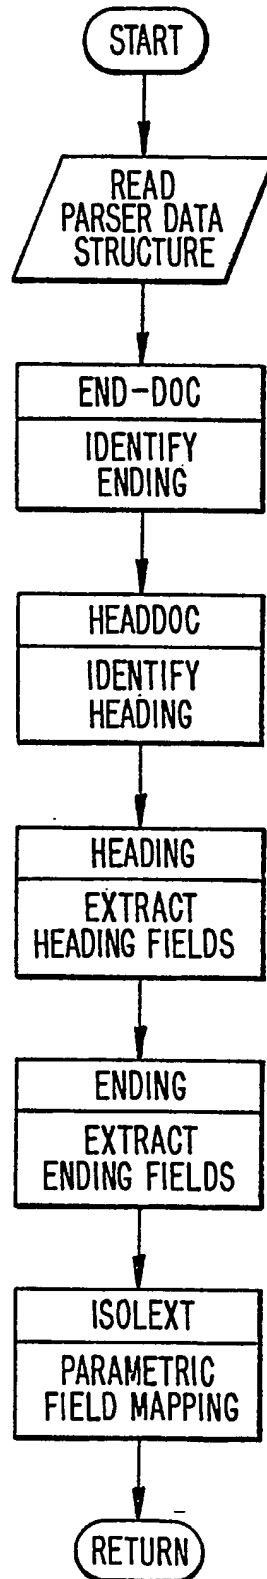 START
READ
PARSER DATA
STRUCTURE
END-DOC
IDENTIFY
ENDING
HEADDOC
IDENTIFY
HEADING
HEADING
EXTRACT
HEADING FIELDS
ENDING
EXTRACT
ENDING FIELDS
ISOLEXT
PARAMETRIC
FIELD MAPPING
RETURN